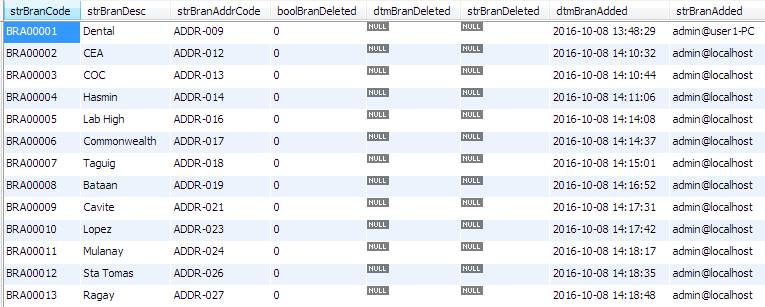 strBranCode strBranDesc strBranAddrCode boolBranDeleted dtmBranDeleted strBranDeleted dtmBranAdded strBranAdded
BRA00001 Dental ADDR-009 0 NULL NULL 2016-10-08 13:48:29 admin@user1-PC
BRA00002 CEA ADDR-012 0 NULL NULL 2016-10-08 14:10:32 admin@localhost
BRA00003 COC ADDR-013 0 NULL NULL 2016-10-08 14:10:44 admin@localhost
BRA00004 Hasmin ADDR-014 0 NULL NULL 2016-10-08 14:11:06 admin@localhost
BRA00005 Lab High ADDR-016 0 NULL NULL 2016-10-08 14:14:08 admin@localhost
BRA00006 Commonwealth ADDR-017 0 NULL NULL 2016-10-08 14:14:37 admin@localhost
BRA00007 Taguig ADDR-018 0 NULL NULL 2016-10-08 14:15:01 admin@localhost
BRA00008 Bataan ADDR-019 0 NULL NULL 2016-10-08 14:16:52 admin@localhost
BRA00009 Cavite ADDR-021 0 NULL NULL 2016-10-08 14:17:31 admin@localhost
BRA00010 Lopez ADDR-023 0 NULL NULL 2016-10-08 14:17:42 admin@localhost
BRA00011 Mulanay ADDR-024 0 NULL NULL 2016-10-08 14:18:17 admin@localhost
BRA00012 Sta Tomas ADDR-026 0 NULL NULL 2016-10-08 14:18:35 admin@localhost
BRA00013 Ragay ADDR-027 0 NULL NULL 2016-10-08 14:18:48 admin@localhost